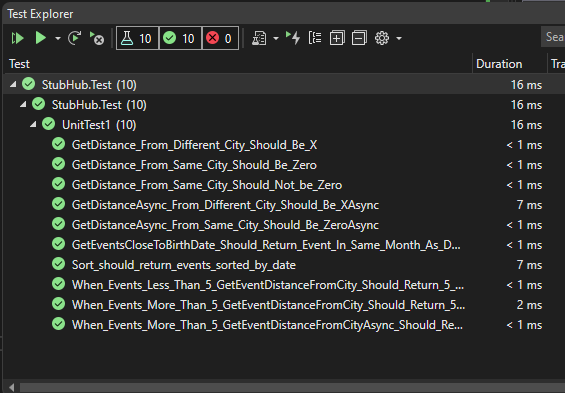 Test Explorer
10 10 0 Sea
Test Duration Tra
StubHub.Test (10) 16 ms
StubHub.Test (10) 16 ms
UnitTest1 (10) 16 ms
GetDistance_From_Different_City_Should_Be_X < 1 ms
GetDistance_From_Same_City_Should_Be_Zero < 1 ms
GetDistance_From_Same_City_Should_Not_be_Zero < 1 ms
GetDistanceAsync_From_Different_City_Should_Be_XAsync 7 ms
GetDistanceAsync_From_Same_City_Should_Be_ZeroAsync < 1 ms
GetEventsCloseToBirthDate_Should_Return_Event_In_Same_Month_As_D... < 1 ms
Sort_should_return_events_sorted_by_date 7 ms
When_Events_Less_Than_5_GetEventDistanceFromCity_Should_Return_5_... < 1 ms
When_Events_More_Than_5_GetEventDistanceFromCity_Should_Return_5... 2 ms
When_Events_More_Than_5_GetEventDistanceFromCityAsync_Should_Re... < 1 ms